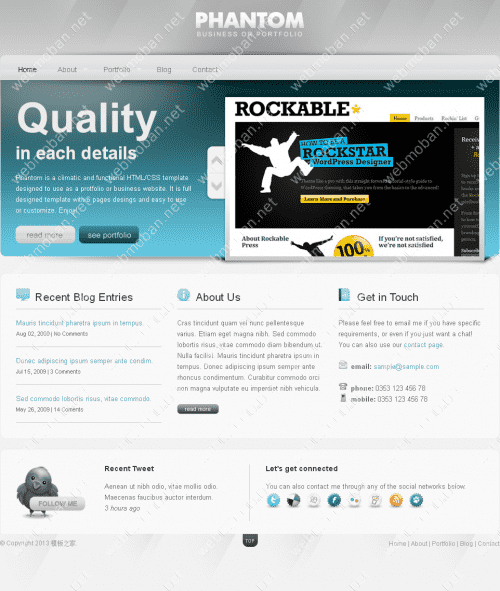 PHANTOM
BUSINESS OR PORTFOLIO
Home About Portfolio Blog Contact
Quality
in each details
Phantom is a climatic and functional HTML/CSS template
designed to use as a portfolio or business website. It is full
designed template with 6 pages design and easy to use
or customize. Enjoy
read more
see portfolio
ROCKABLE
Home Products Rockin' List
HOW TO BE A
ROCKSTAR
WordPress Designer
Learn More and Purchase
About Rockable
Press
100%
If you're not satisfied,
we're not satisfied.
Recent Blog Entries
Mauris tincidunt pharetra ipsum in tempus.
Aug 02, 2009 | No Comments
Donec adipiscing ipsum semper ante condim.
Jul 15, 2009 | 3 Comments
Sed commodo lobortis risus, vitae commodo.
May 26, 2009 | 14 Coments
About Us
Cras tincidunt quam vel nunc pellentesque
varius. Etiam eget magna nibh. Sed commodo
lobortis risus, vitae commodo diam bibendum ut.
Nulla facilisi. Mauris tincidunt pharetra ipsum in
tempus. Donec adipiscing ipsum semper ante
rhoncus condimentum. Curabitur commodo orci
non magna vulputate eu imperdiet nibh vehicula.
read more
Get in Touch
Please feel free to email me if you have specific
requirements, or even if you just want a chat!
You can also use our contact page.
email: sample@sample.com
phone: 0353 123 456 78
mobile: 0353 123 456 78
FOLLOW ME
Recent Tweet
Aenean ut nibh odio, vitae mollis odio.
Maecenas faucibus auctor interdum.
3 hours ago
Let's get connected
You can also contact me through any of the social networks below.
© Copyright 2013 模板之家
TOP
Home | About | Portfolio | Blog | Contact
webmoban.net